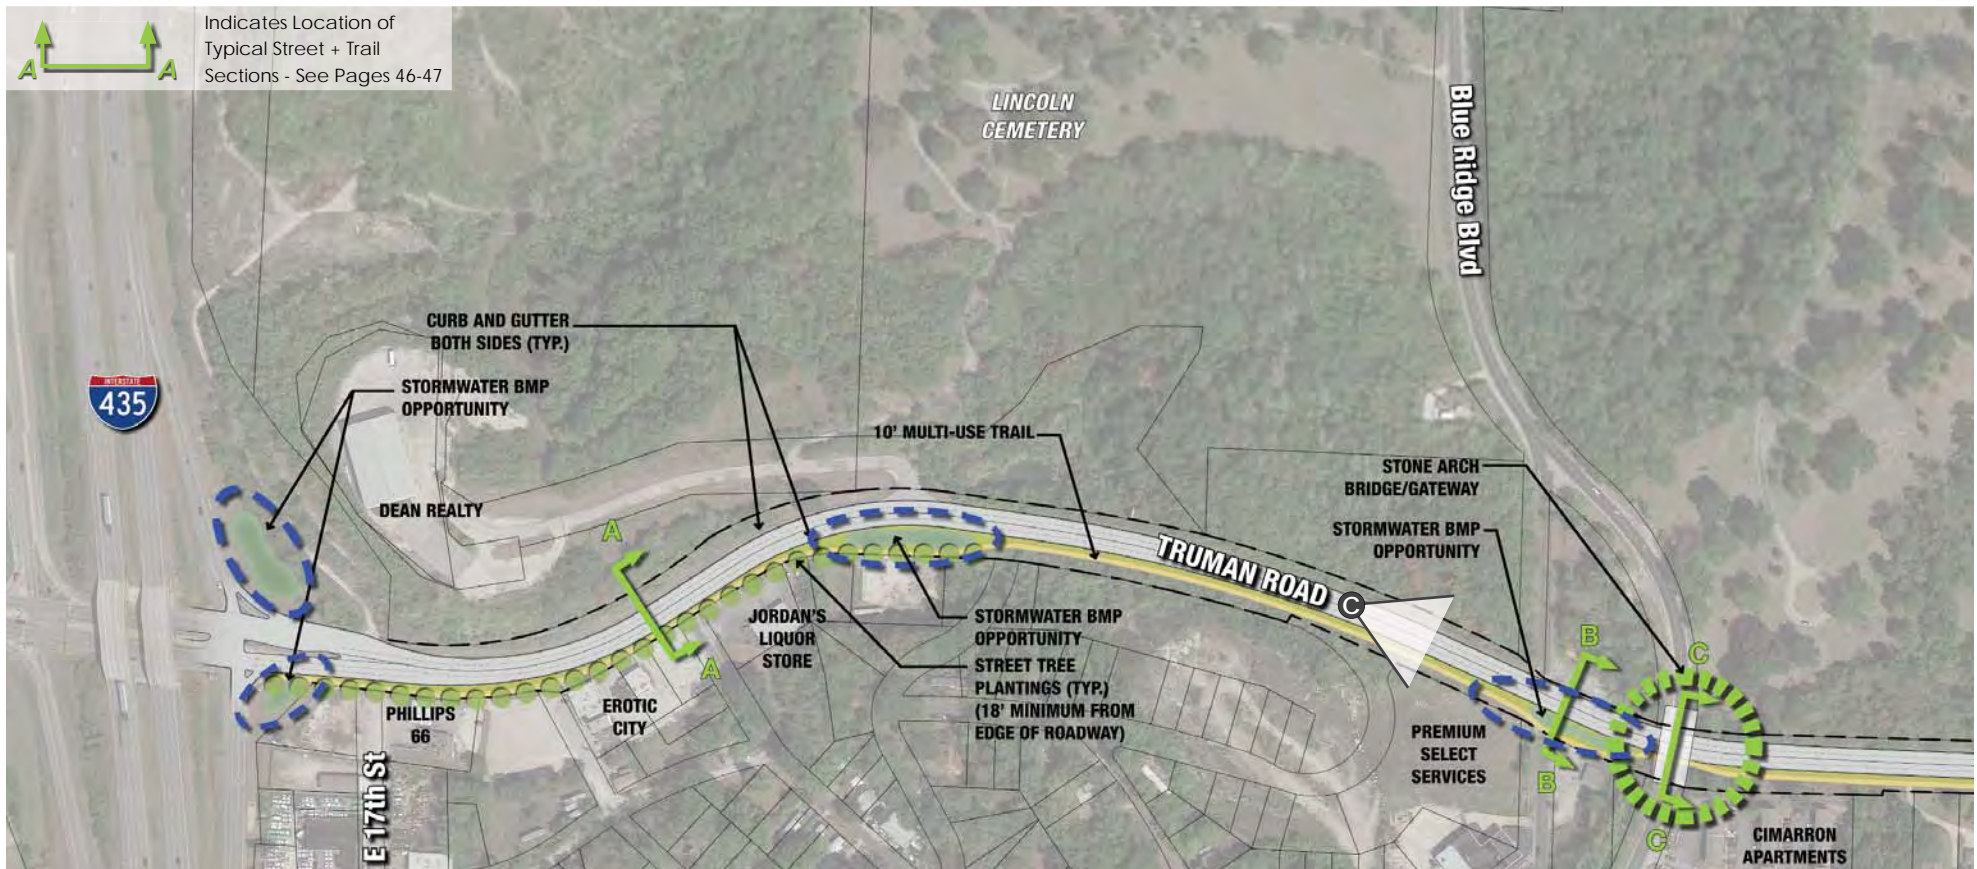 Indicates Location of
Typical Street + Trail
Sections - See Pages 46-47
A
A
LINCOLN
CEMETERY
Blue Ridge Blvd
CURB AND GUTTER
BOTH SIDES (TYP.)
STORMWATER BMP
OPPORTUNITY
INTERSTATE
435
10' MULTI-USE TRAIL
STONE ARCH
BRIDGE/GATEWAY
DEAN REALTY
STORMWATER BMP
OPPORTUNITY
A
TRUMAN ROAD
C
JORDAN'S
LIQUOR
STORE
STORMWATER BMP
OPPORTUNITY
STREET TREE
PLANTINGS (TYP.)
(18' MINIMUM FROM
EDGE OF ROADWAY)
B
C
A
PHILLIPS
66
EROTIC
CITY
PREMIUM
SELECT
SERVICES
B
E 17th St
C
CIMARRON
APARTMENTS